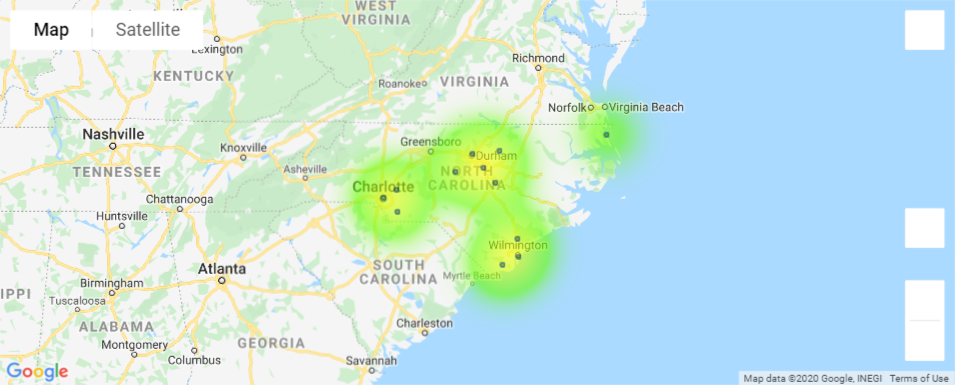 WEST
VIRGINIA
Map
Satellite
Lexington
Richmond
KENTUCKY
Roanoke
VIRGINIA
Norfolk
Virginia Beach
Nashville
Greensboro
Knoxville
Durham
TENNESSEE
Asheville
NORTH
CAROLINA
Charlotte
Chattanooga
Huntsville
Wilmington
Atlanta
SOUTH
CAROLINA
Myrtle Beach
Birmingham
IPPI
Tuscaloosa
Charleston
ALABAMA
Montgomery
GEORGIA
Columbus
Savannah
Google
Map data ©2020 Google, INEGI
Terms of Use